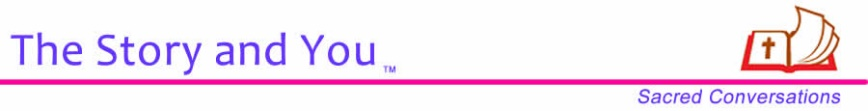 The Story and You ™
Sacred Conversations